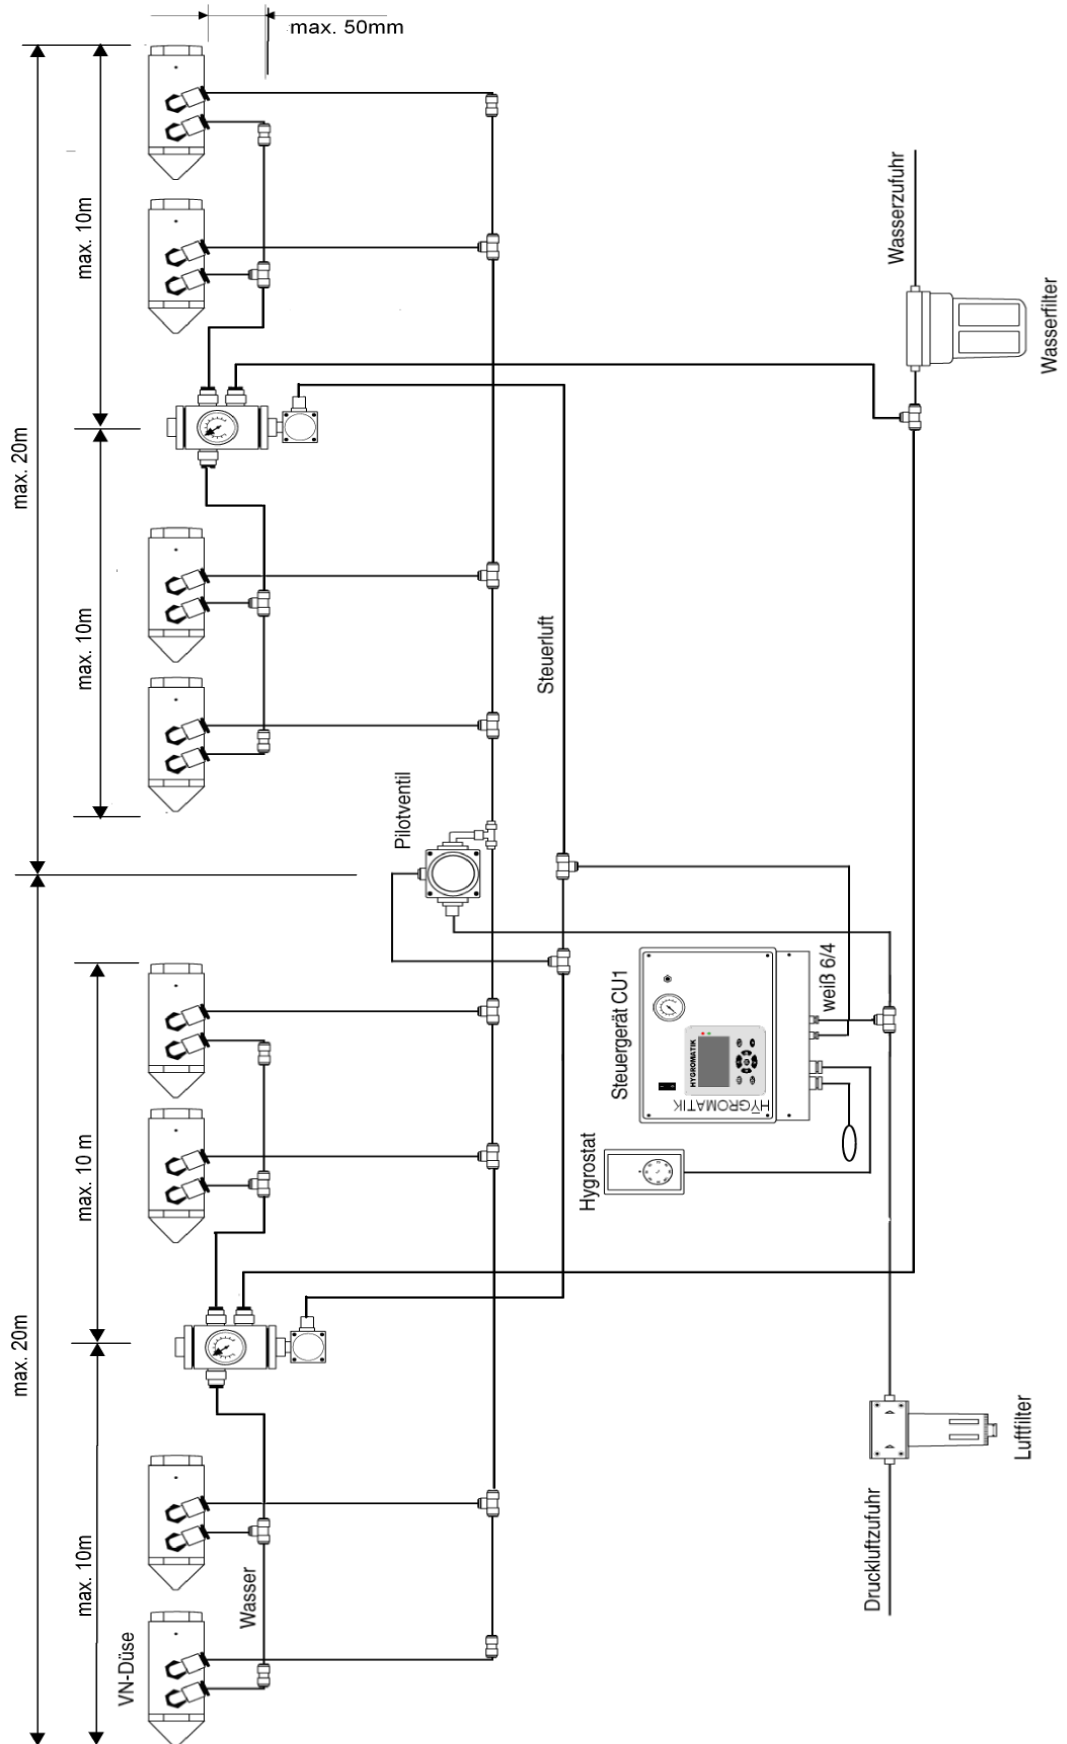 max. 50mm
max. 20m
max. 10m
Wasserzufuhr
Wasserfilter
max. 10m
Steuerluft
Pilotventil
max. 20m
max. 10 m
Steuergerät CU1
weiß 6/4
HYGROMATIK
HYGROMATIK
Hygrostat
max. 10m
VN-Düse
Wasser
Druckluftzufuhr
Luftfilter